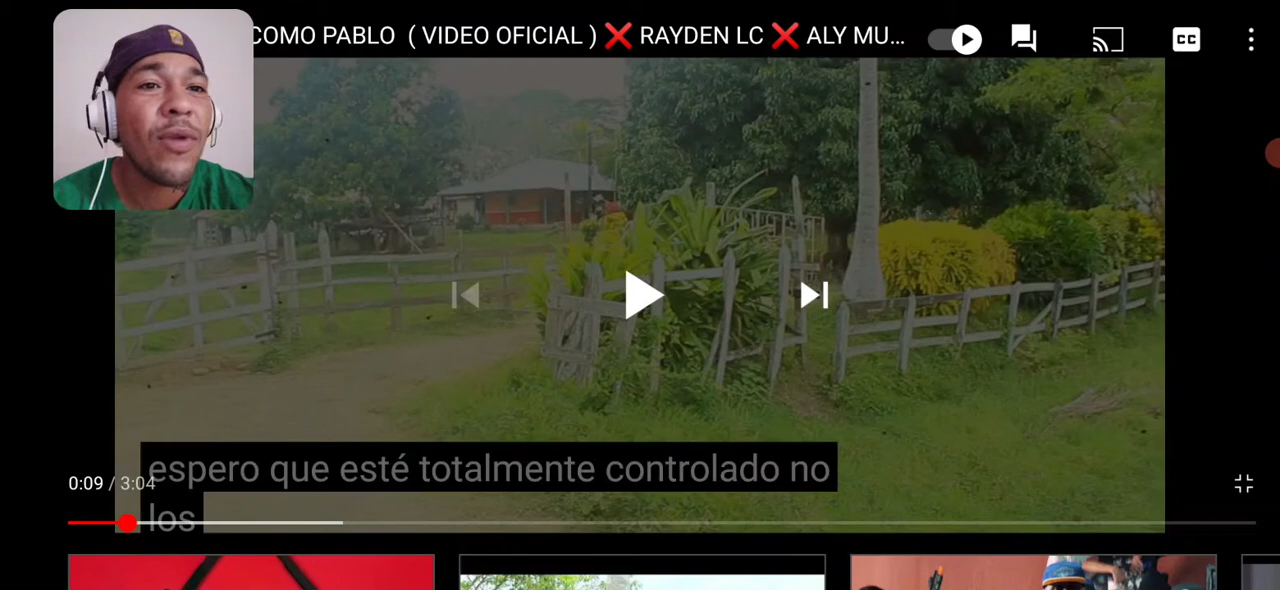 COMO PABLO ( VIDEO OFICIAL ) ❌ RAYDEN LC ❌ ALY MU...
CC
espero que esté totalmente controlado no
0:09 / 3:04
los